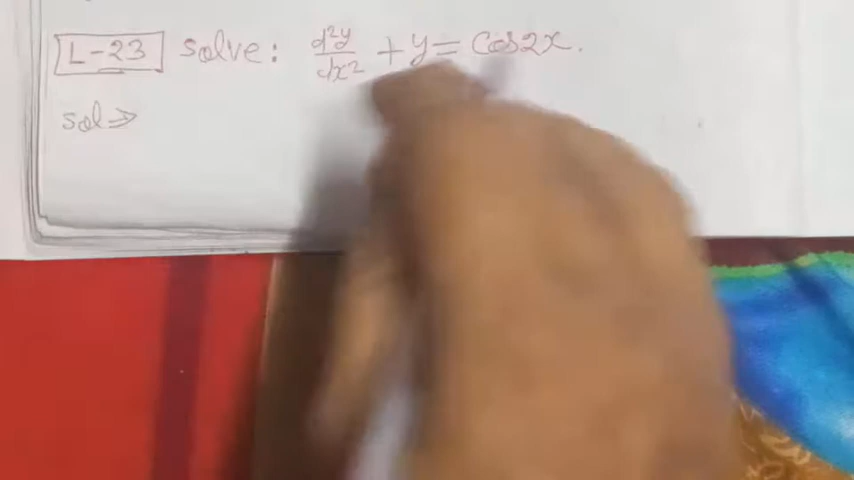 L-23 solve: d²y/dx² + y = Cos2x.
sol⇒